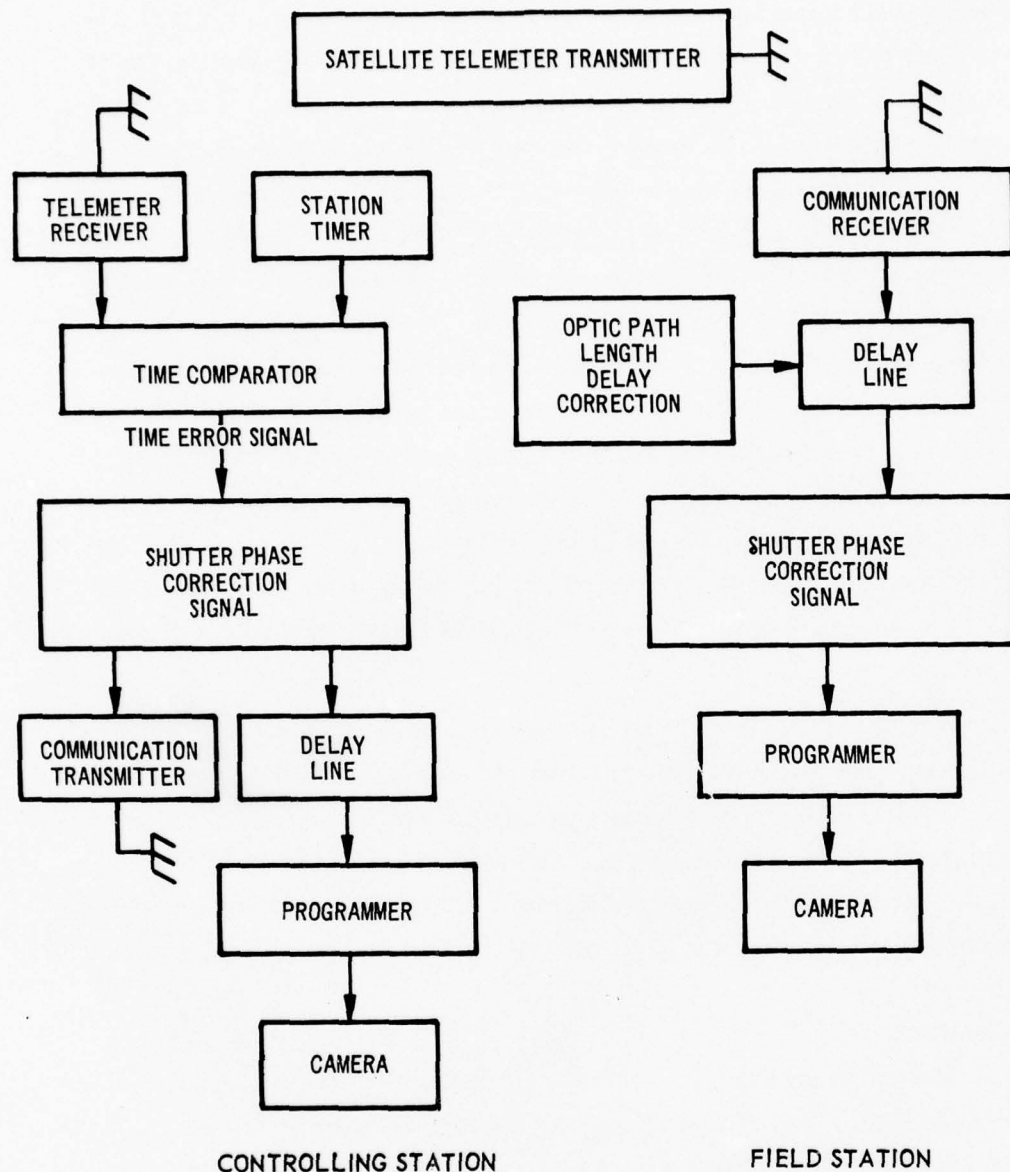 SATELLITE TELEMETER TRANSMITTER
TELEMETER
RECEIVER
STATION
TIMER
COMMUNICATION
RECEIVER
TIME COMPARATOR
OPTIC PATH
LENGTH
DELAY
CORRECTION
DELAY
LINE
TIME ERROR SIGNAL
SHUTTER PHASE
CORRECTION
SIGNAL
SHUTTER PHASE
CORRECTION
SIGNAL
COMMUNICATION
TRANSMITTER
DELAY
LINE
PROGRAMMER
PROGRAMMER
CAMERA
CAMERA
CONTROLLING STATION
FIELD STATION